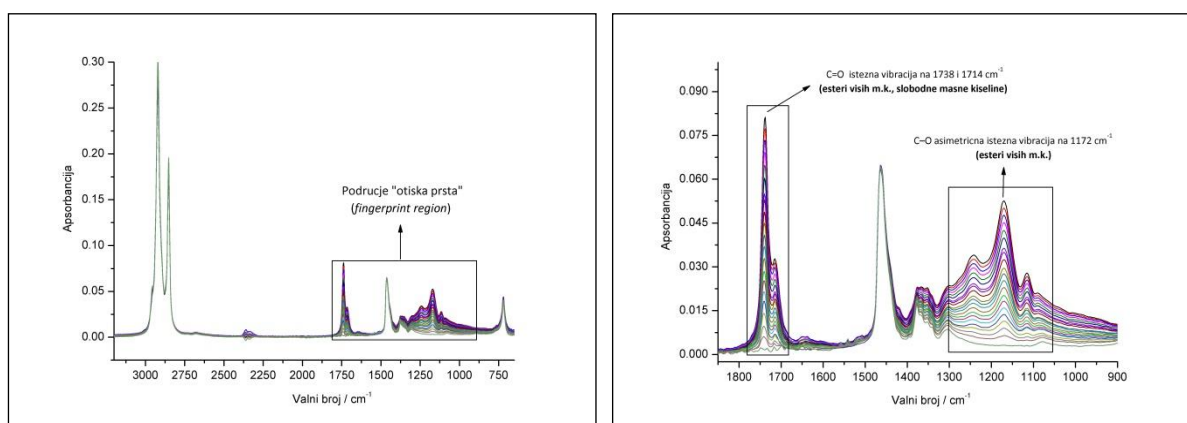 0.30
0.25
0.20
0.15
0.10
0.05
0.00
Apsorbancija
Podrucje "otiska prsta"
(fingerprint region)
3000 2750 2500 2250 2000 1750 1500 1250 1000 750
Valni broj / cm⁻¹
0.090
0.075
0.060
0.045
0.030
0.015
0.000
Apsorbancija
C=O istezna vibracija na 1738 i 1714 cm⁻¹
(esteri visih m.k., slobodne masne kiseline)
C–O asimetricna istezna vibracija na 1172 cm⁻¹
(esteri visih m.k.)
1800 1700 1600 1500 1400 1300 1200 1100 1000 900
Valni broj / cm⁻¹